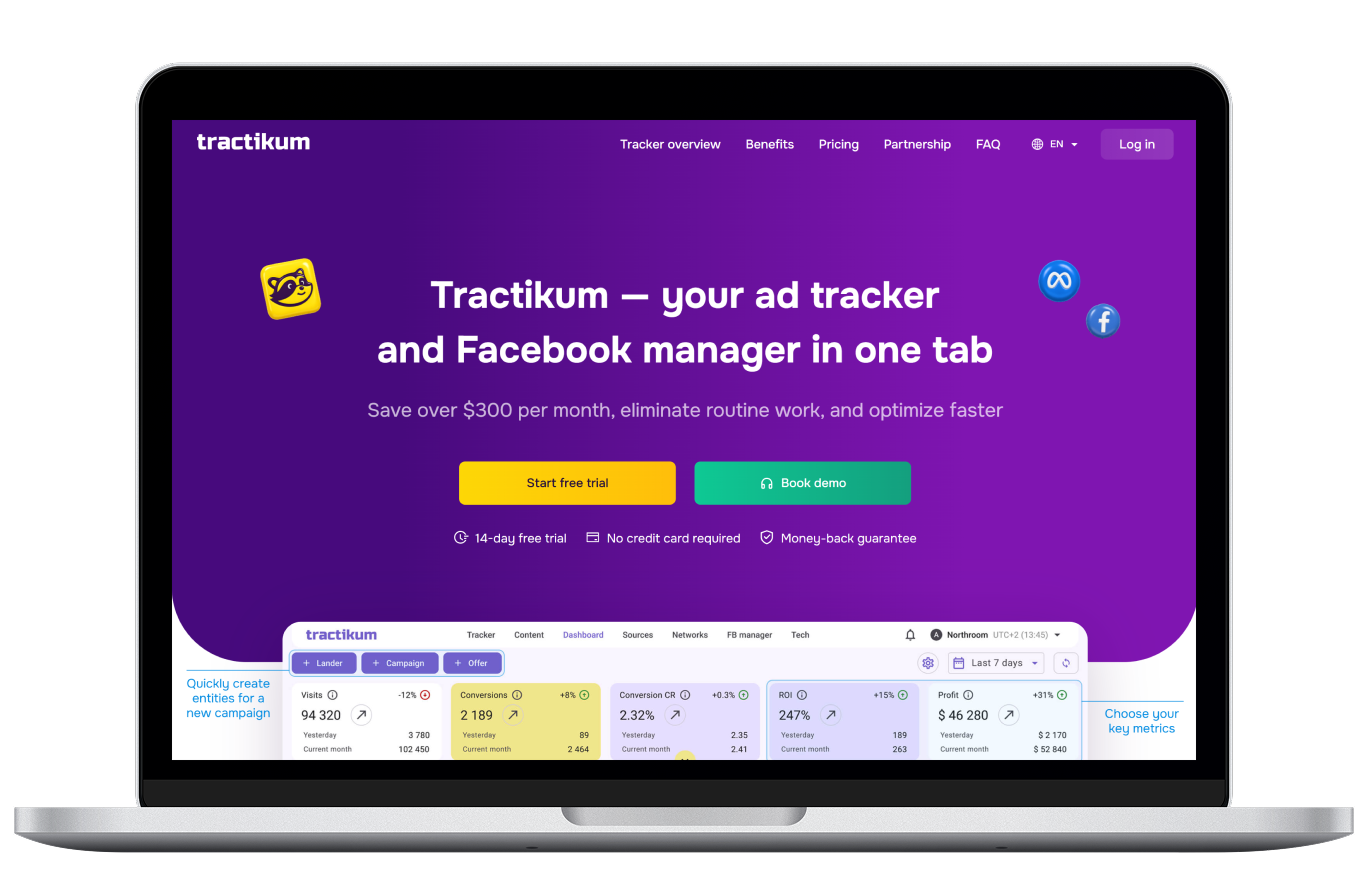 tractikum
Tracker overview Benefits Pricing Partnership FAQ EN Log in
Tractikum — your ad tracker
and Facebook manager in one tab
Save over $300 per month, eliminate routine work, and optimize faster
Start free trial Book demo
14-day free trial No credit card required Money-back guarantee
tractikum Tracker Content Dashboard Sources Networks FB manager Tech A Northroom UTC+2 (13:45)
+ Lander + Campaign + Offer Last 7 days
Quickly create
entities for a
new campaign
Visits -12%
94 320
Yesterday 3 780
Current month 102 450
Conversions +8%
2 189
Yesterday 89
Current month 2 464
Conversion CR +0.3%
2.32%
Yesterday 2.35
Current month 2.41
ROI +15%
247%
Yesterday 189
Current month 263
Profit +31%
$ 46 280
Yesterday $ 2 170
Current month $ 52 840
Choose your
key metrics